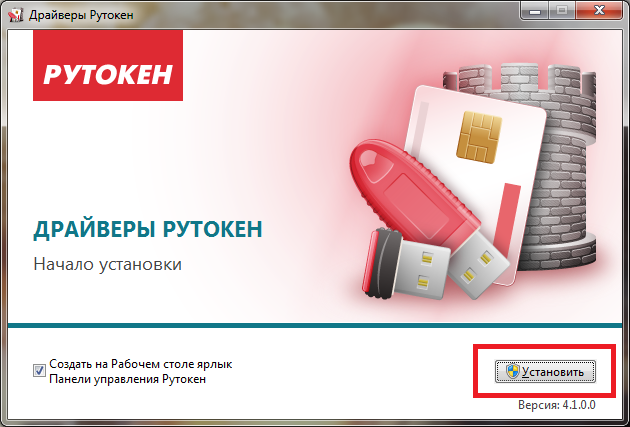 Драйверы Рутокен
РУТОКЕН
ДРАЙВЕРЫ РУТОКЕН
Начало установки
Создать на Рабочем столе ярлык
Панели управления Рутокен
Установить
Версия: 4.1.0.0